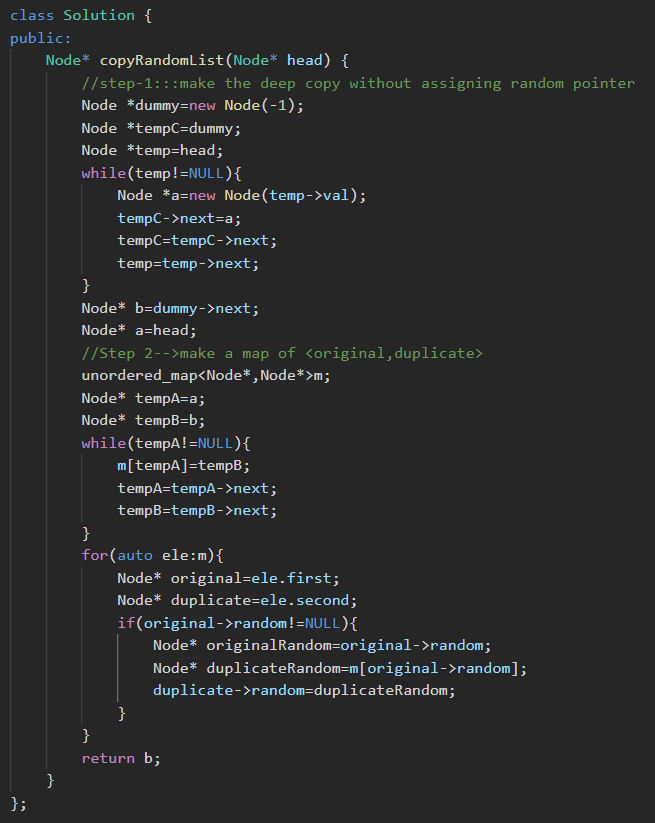 class Solution {
public:
    Node* copyRandomList(Node* head) {
        //step-1:::make the deep copy without assigning random pointer
        Node *dummy=new Node(-1);
        Node *tempC=dummy;
        Node *temp=head;
        while(temp!=NULL){
            Node *a=new Node(temp->val);
            tempC->next=a;
            tempC=tempC->next;
            temp=temp->next;
        }
        Node* b=dummy->next;
        Node* a=head;
        //Step 2-->make a map of <original,duplicate>
        unordered_map<Node*,Node*>m;
        Node* tempA=a;
        Node* tempB=b;
        while(tempA!=NULL){
            m[tempA]=tempB;
            tempA=tempA->next;
            tempB=tempB->next;
        }
        for(auto ele:m){
            Node* original=ele.first;
            Node* duplicate=ele.second;
            if(original->random!=NULL){
                Node* originalRandom=original->random;
                Node* duplicateRandom=m[original->random];
                duplicate->random=duplicateRandom;
            }
        }
        return b;
    }
};